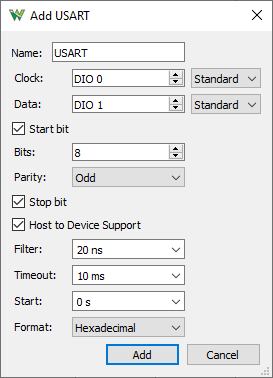 Add USART
Name: USART
Clock: DIO 0 Standard
Data: DIO 1 Standard
Start bit
Bits: 8
Parity: Odd
Stop bit
Host to Device Support
Filter: 20 ns
Timeout: 10 ms
Start: 0 s
Format: Hexadecimal
Add Cancel